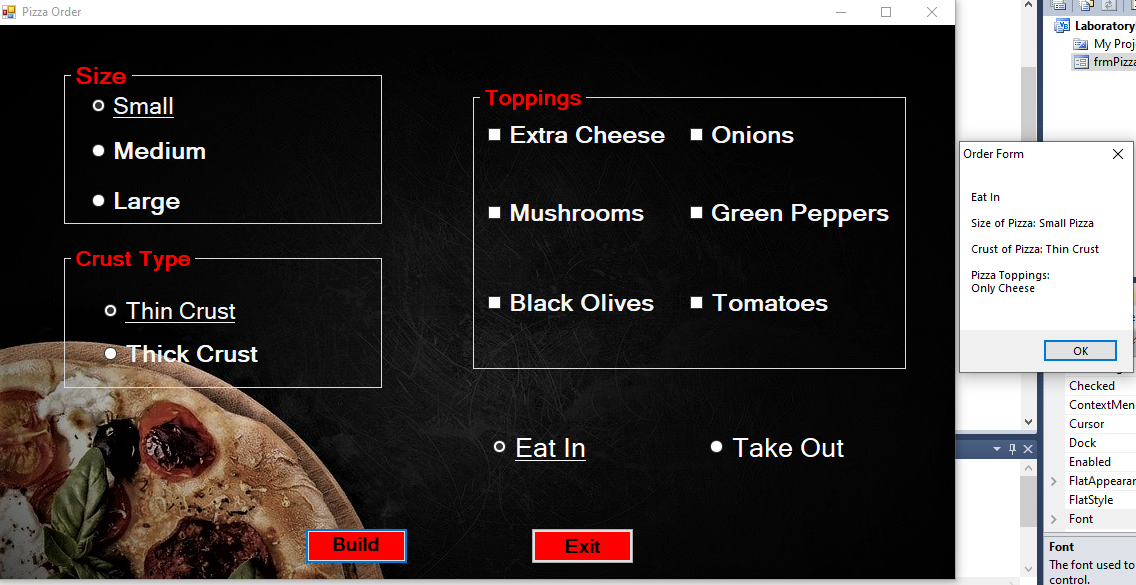 Pizza Order
Size
Small
Medium
Large
Crust Type
Thin Crust
Thick Crust
Toppings
Extra Cheese
Onions
Mushrooms
Green Peppers
Black Olives
Tomatoes
Eat In
Take Out
Build
Exit
Order Form
Eat In
Size of Pizza: Small Pizza
Crust of Pizza: Thin Crust
Pizza Toppings:
Only Cheese
OK
Laboratory
My Proj
frmPizza
Checked
ContextMen
Cursor
Dock
Enabled
FlatAppearan
FlatStyle
Font
Font
The font used to
control.